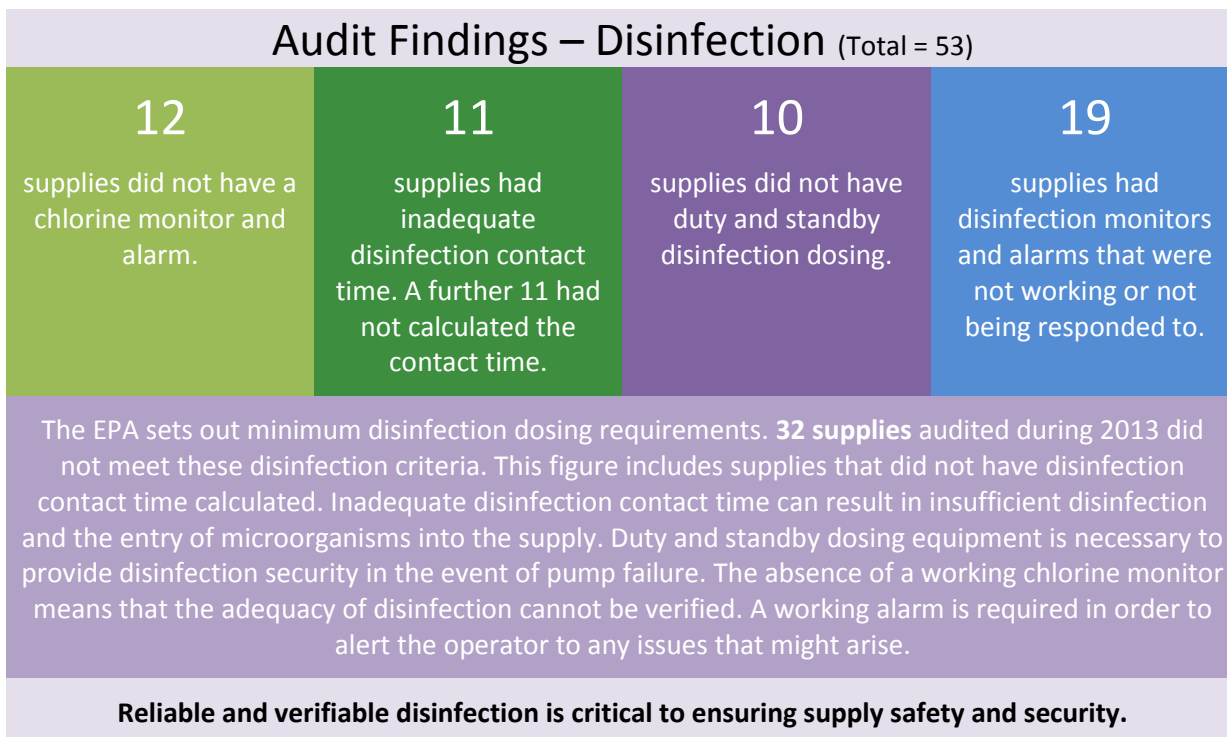 Audit Findings – Disinfection (Total = 53)
12
supplies did not have a
chlorine monitor and
alarm.
11
supplies had
inadequate
disinfection contact
time. A further 11 had
not calculated the
contact time.
10
supplies did not have
duty and standby
disinfection dosing.
19
supplies had
disinfection monitors
and alarms that were
not working or not
being responded to.
The EPA sets out minimum disinfection dosing requirements. 32 supplies audited during 2013 did
not meet these disinfection criteria. This figure includes supplies that did not have disinfection
contact time calculated. Inadequate disinfection contact time can result in insufficient disinfection
and the entry of microorganisms into the supply. Duty and standby dosing equipment is necessary to
provide disinfection security in the event of pump failure. The absence of a working chlorine monitor
means that the adequacy of disinfection cannot be verified. A working alarm is required in order to
alert the operator to any issues that might arise.
Reliable and verifiable disinfection is critical to ensuring supply safety and security.